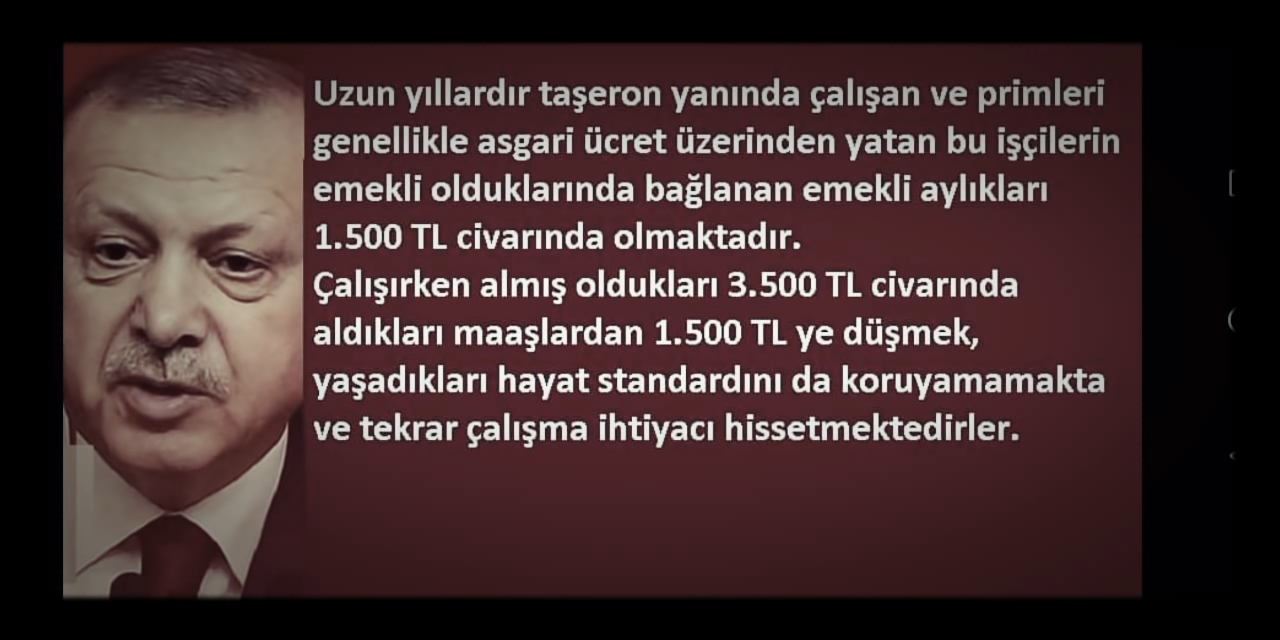 Uzun yıllardır taşeron yanında çalışan ve primleri
genellikle asgari ücret üzerinden yatan bu işçilerin
emekli olduklarında bağlanan emekli aylıkları
1.500 TL civarında olmaktadır.
Çalışırken almış oldukları 3.500 TL civarında
aldıkları maaşlardan 1.500 TL ye düşmek,
yaşadıkları hayat standardını da koruyamamakta
ve tekrar çalışma ihtiyacı hissetmektedirler.